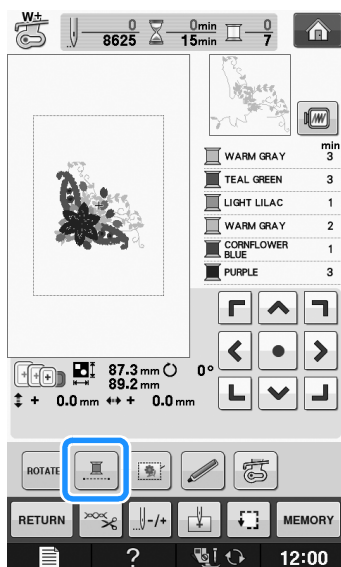 W+
0
8625
0min
15min
0
7
min
WARM GRAY 3
TEAL GREEN 3
LIGHT LILAC 1
WARM GRAY 2
CORNFLOWER
BLUE 1
PURPLE 3
87.3 mm 0°
89.2 mm
+ 0.0 mm + 0.0 mm
ROTATE
RETURN -/+ MEMORY
? 12:00